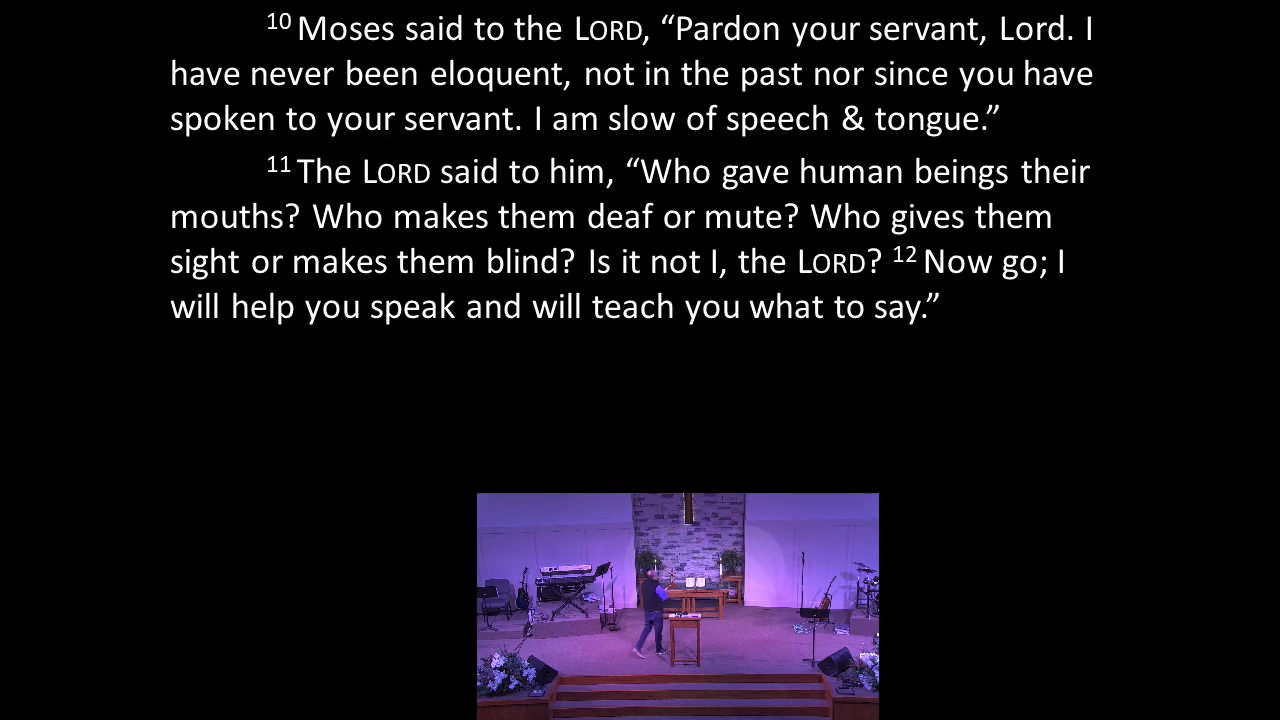 10 Moses said to the LORD, “Pardon your servant, Lord. I
have never been eloquent, not in the past nor since you have
spoken to your servant. I am slow of speech & tongue.”
11 The LORD said to him, “Who gave human beings their
mouths? Who makes them deaf or mute? Who gives them
sight or makes them blind? Is it not I, the LORD? 12 Now go; I
will help you speak and will teach you what to say.”